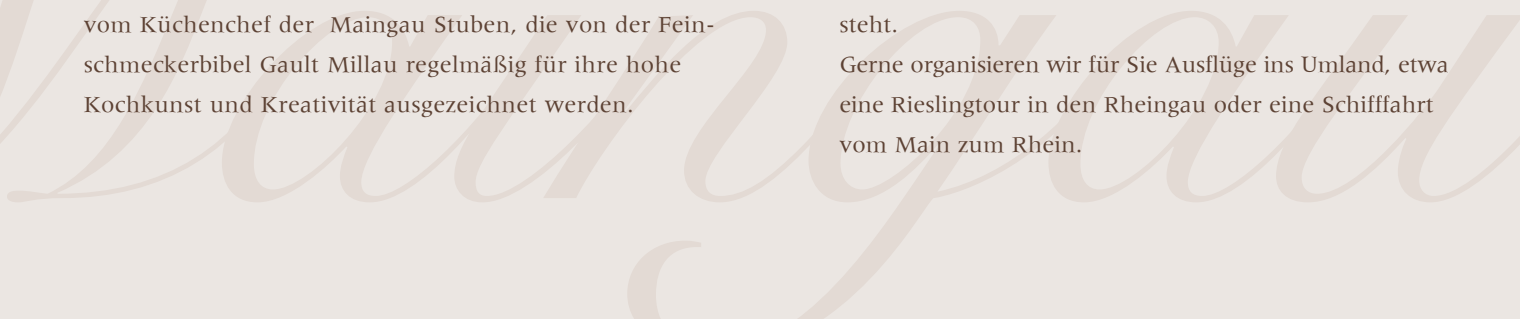 vom Küchenchef der  Maingau Stuben, die von der Fein-
schmeckerbibel Gault Millau regelmäßig für ihre hohe
Kochkunst und Kreativität ausgezeichnet werden.
steht.
Gerne organisieren wir für Sie Ausflüge ins Umland, etwa
eine Rieslingtour in den Rheingau oder eine Schifffahrt
vom Main zum Rhein.